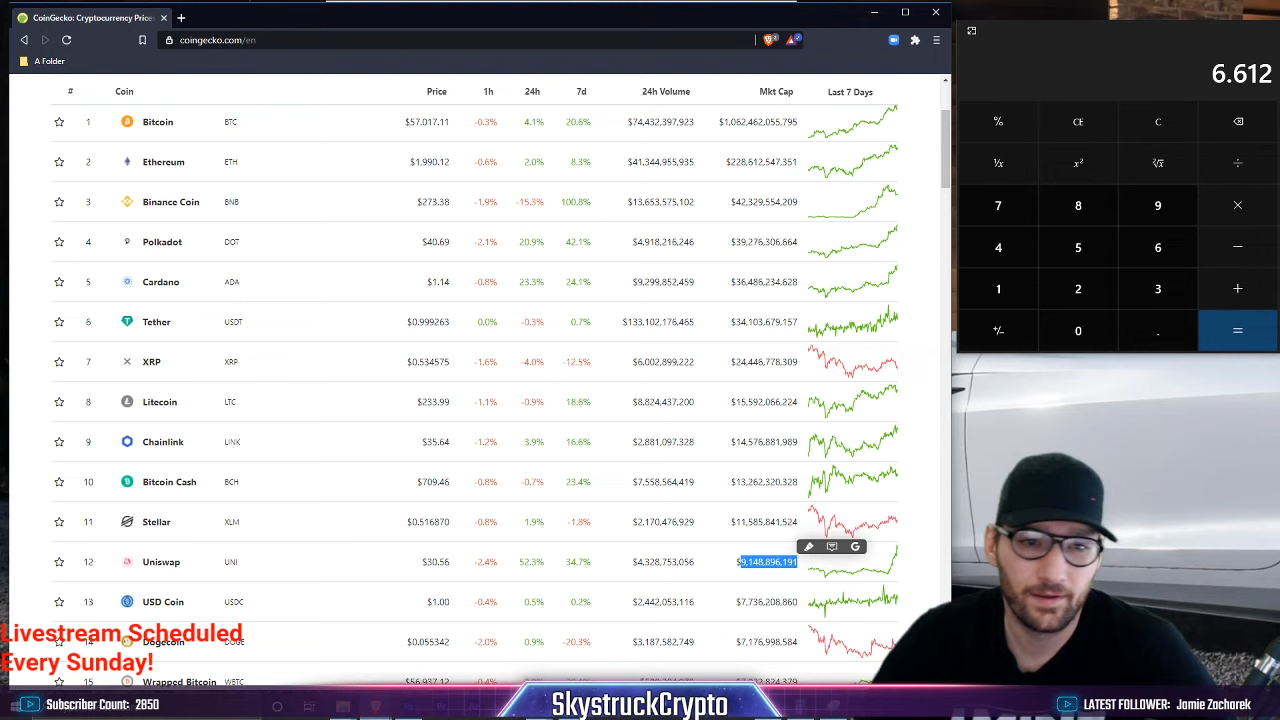 CoinGecko: Cryptocurrency Price
coingecko.com/en
A Folder
# Coin Price 1h 24h 7d 24h Volume Mkt Cap Last 7 Days
1 Bitcoin BTC $57,017.11 -0.3% 4.1% 20.6% $74,432,397,923 $1,062,462,055,795
2 Ethereum ETH $1,990.12 -0.6% 2.0% 8.3% $41,344,955,935 $228,612,547,351
3 Binance Coin BNB $273.38 -1.9% -15.3% 100.8% $13,653,575,102 $42,329,554,209
4 Polkadot DOT $40.69 -2.1% 20.9% 42.1% $4,918,216,246 $39,276,306,664
5 Cardano ADA $1.14 -0.8% 23.3% 24.1% $9,299,852,459 $36,486,234,628
6 Tether USDT $0.999263 0.0% -0.3% 0.7% $133,102,176,465 $34,103,679,157
7 XRP XRP $0.534575 -1.6% -4.0% -12.5% $6,002,899,222 $24,446,778,309
8 Litecoin LTC $233.99 -1.1% -0.9% 18.6% $8,824,437,200 $15,592,066,224
9 Chainlink LINK $35.64 -1.2% 3.9% 16.6% $2,881,097,328 $14,576,881,989
10 Bitcoin Cash BCH $709.46 -0.8% -0.7% 23.4% $7,558,564,419 $13,262,320,328
11 Stellar XLM $0.516870 -0.8% 1.9% -1.8% $2,170,476,929 $11,585,841,524
12 Uniswap UNI $30.56 -2.4% 52.3% 34.7% $4,328,753,056 $9,148,896,191
13 USD Coin USDC $1.00 -0.4% 0.5% 0.2% $2,442,053,116 $7,736,208,860
Dogecoin $0.055342 -2.0% 0.9% -20.3% $3,187,582,749 $7,176,998,584
15 Wrapped Bitcoin WBTC
6.612
% CE C
¹/x x² ²√x ÷
7 8 9 ×
4 5 6 −
1 2 3 +
+/- 0 . =
Livestream Scheduled
Every Sunday!
Subscriber Count: 2850
SkystruckCrypto
LATEST FOLLOWER: Jamie Zacharek